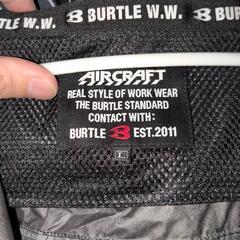 BURTLE W.W. B BURTLE W.W.
AIRCRAFT
REAL STYLE OF WORK WEAR
THE BURTLE STANDARD
CONTACT WITH:
BURTLE B EST.2011
L